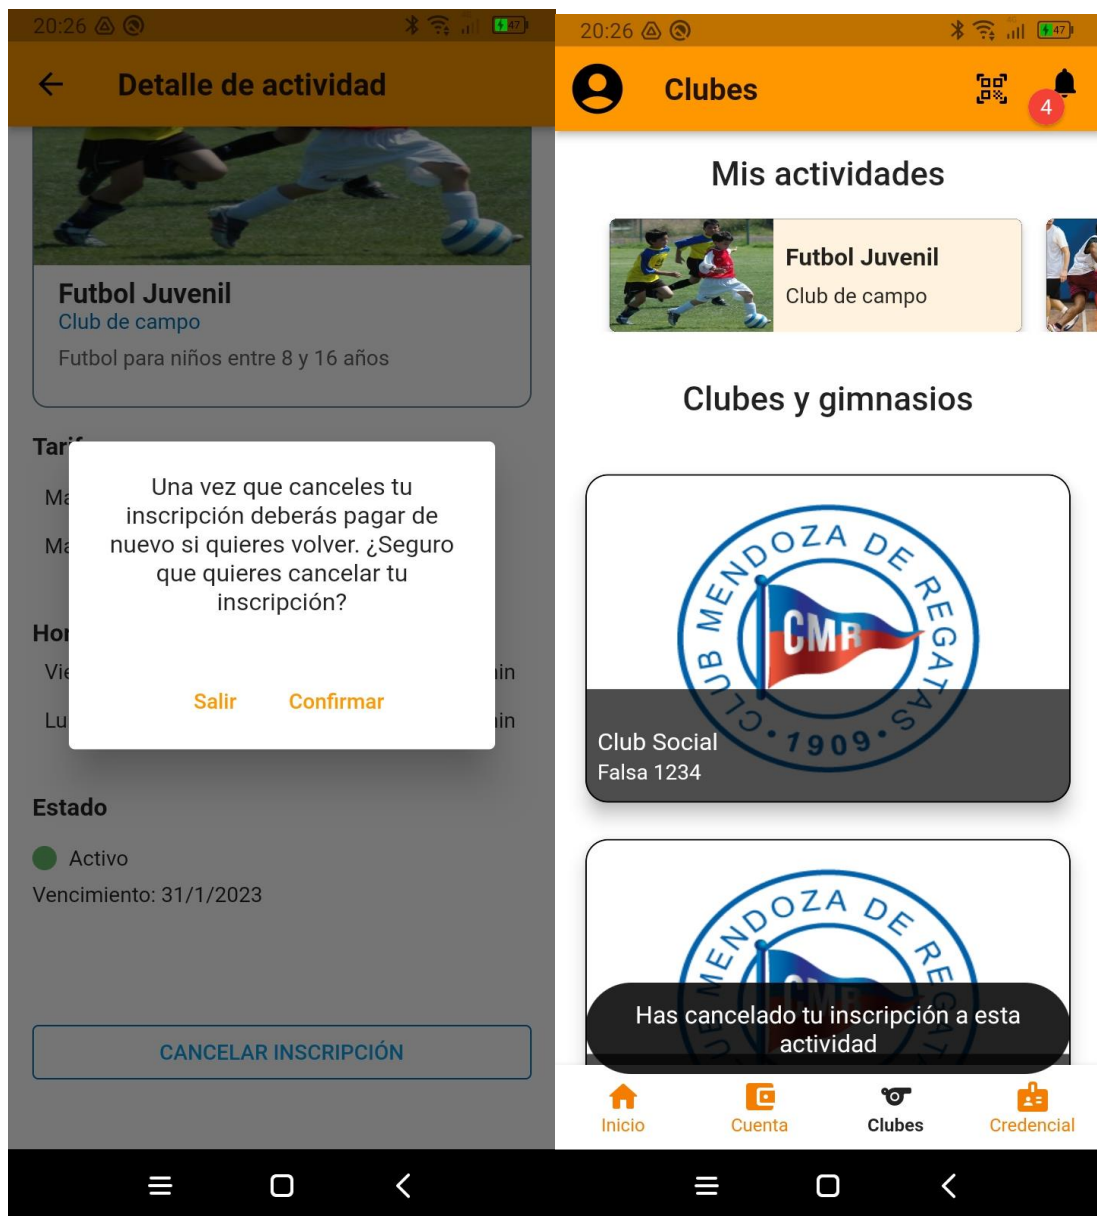 20:26
47
Detalle de actividad
Futbol Juvenil
Club de campo
Futbol para niños entre 8 y 16 años
Una vez que canceles tu
inscripción deberás pagar de
nuevo si quieres volver. ¿Seguro
que quieres cancelar tu
inscripción?
Salir Confirmar
Estado
Activo
Vencimiento: 31/1/2023
CANCELAR INSCRIPCIÓN
20:26
4G
47
Clubes
4
Mis actividades
Futbol Juvenil
Club de campo
Clubes y gimnasios
CLUB MENDOZA DE REGATAS
CMR
1909
Club Social
Falsa 1234
MENDOZA DE REG
Has cancelado tu inscripción a esta
actividad
Inicio Cuenta Clubes Credencial